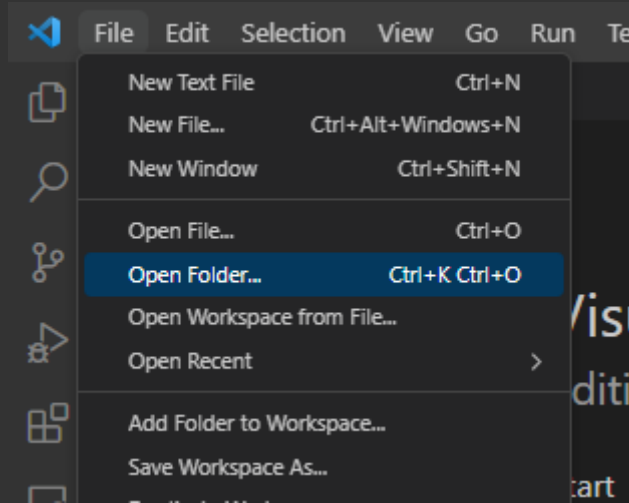 File Edit Selection View Go Run
New Text File Ctrl+N
New File... Ctrl+Alt+Windows+N
New Window Ctrl+Shift+N
Open File... Ctrl+O
Open Folder... Ctrl+K Ctrl+O
Open Workspace from File...
Open Recent
Add Folder to Workspace...
Save Workspace As...